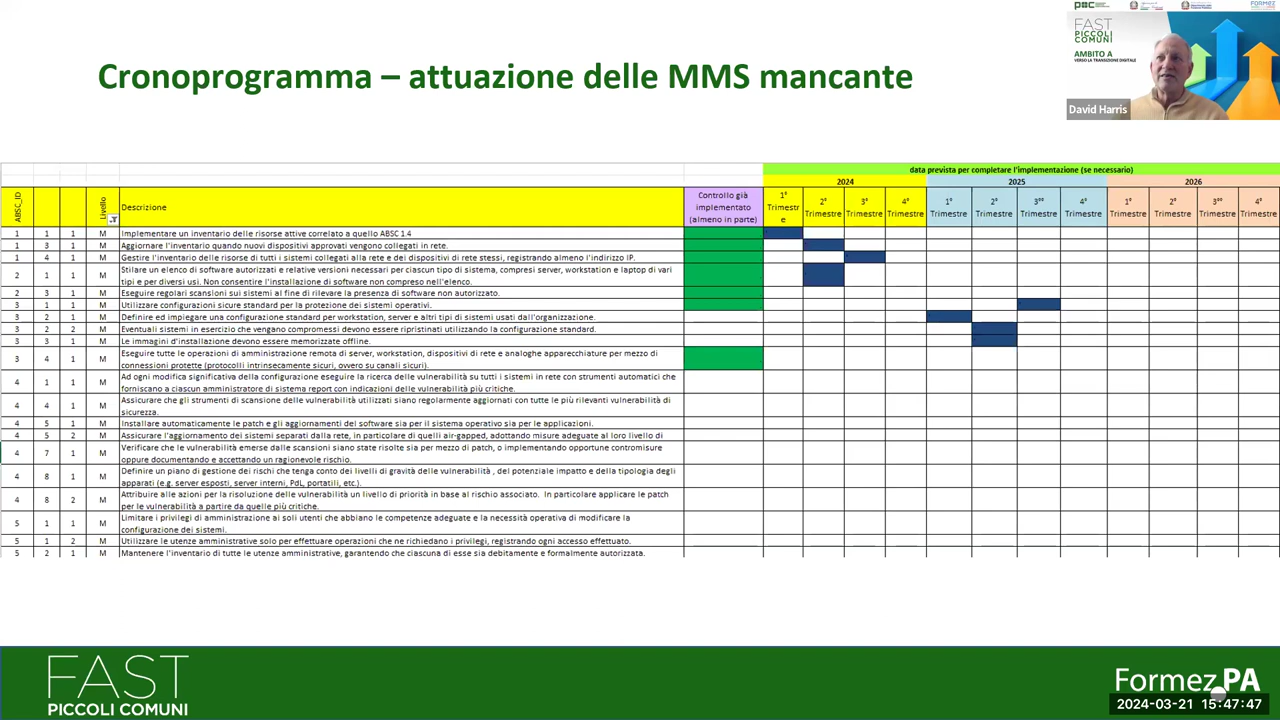 Cronoprogramma – attuazione delle MMS mancante
FAST
PICCOLI
COMUNI
AMBITO A
VERSO LA TRANSIZIONE DIGITALE
David Harris
data prevista per completare l'implementazione (se necessario)
2024 2025 2026
ABSC_ID Livello Descrizione Controllo già implementato (almeno in parte) 1° Trimestre 2° Trimestre 3° Trimestre 4° Trimestre 1° Trimestre 2° Trimestre 3°° Trimestre 4° Trimestre 1° Trimestre 2° Trimestre 3°° Trimestre 4° Trimestre
1 1 1 M Implementare un inventario delle risorse attive correlato a quello ABSC 1.4
1 3 1 M Aggiornare l'inventario quando nuovi dispositivi approvati vengono collegati in rete.
1 4 1 M Gestire l'inventario delle risorse di tutti i sistemi collegati alla rete e dei dispositivi di rete stessi, registrando almeno l'indirizzo IP.
2 1 1 M Stilare un elenco di software autorizzati e relative versioni necessari per ciascun tipo di sistema, compresi server, workstation e laptop di vari
tipi e per diversi usi. Non consentire l'installazione di software non compreso nell'elenco.
2 3 1 M Eseguire regolari scansioni sui sistemi al fine di rilevare la presenza di software non autorizzato.
3 1 1 M Utilizzare configurazioni sicure standard per la protezione dei sistemi operativi.
3 2 1 M Definire ed impiegare una configurazione standard per workstation, server e altri tipi di sistemi usati dall'organizzazione.
3 2 2 M Eventuali sistemi in esercizio che vengano compromessi devono essere ripristinati utilizzando la configurazione standard.
3 3 1 M Le immagini d'installazione devono essere memorizzate offline.
3 4 1 M Eseguire tutte le operazioni di amministrazione remota di server, workstation, dispositivi di rete e analoghe apparecchiature per mezzo di
connessioni protette (protocolli intrinsecamente sicuri, ovvero su canali sicuri).
4 1 1 M Ad ogni modifica significativa della configurazione eseguire la ricerca delle vulnerabilità su tutti i sistemi in rete con strumenti automatici che
forniscano a ciascun amministratore di sistema report con indicazioni delle vulnerabilità più critiche.
4 4 1 M Assicurare che gli strumenti di scansione delle vulnerabilità utilizzati siano regolarmente aggiornati con tutte le più rilevanti vulnerabilità di
sicurezza.
4 5 1 M Installare automaticamente le patch e gli aggiornamenti del software sia per il sistema operativo sia per le applicazioni.
4 5 2 M Assicurare l'aggiornamento dei sistemi separati dalla rete, in particolare di quelli air-gapped, adottando misure adeguate al loro livello di
4 7 1 M Verificare che le vulnerabilità emerse dalle scansioni siano state risolte sia per mezzo di patch, o implementando opportune contromisure
oppure documentando e accettando un ragionevole rischio.
4 8 1 M Definire un piano di gestione dei rischi che tenga conto dei livelli di gravità delle vulnerabilità , del potenziale impatto e della tipologia degli
apparati (e.g. server esposti, server interni, PdL, portatili, etc.).
4 8 2 M Attribuire alle azioni per la risoluzione delle vulnerabilità un livello di priorità in base al rischio associato. In particolare applicare le patch
per le vulnerabilità a partire da quelle più critiche.
5 1 1 M Limitare i privilegi di amministrazione ai soli utenti che abbiano le competenze adeguate e la necessità operativa di modificare la
configurazione dei sistemi.
5 1 2 M Utilizzare le utenze amministrative solo per effettuare operazioni che ne richiedano i privilegi, registrando ogni accesso effettuato.
5 2 1 M Mantenere l'inventario di tutte le utenze amministrative, garantendo che ciascuna di esse sia debitamente e formalmente autorizzata.
FAST
PICCOLI COMUNI
Formez PA
2024-03-21 15:47:47